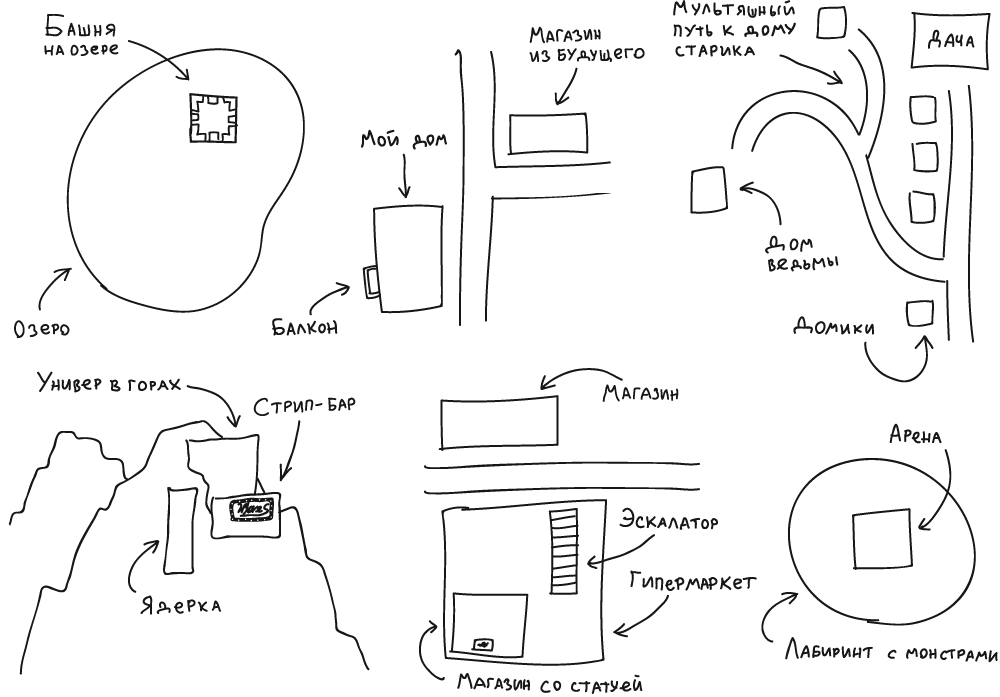 Башня
на озере
Магазин
из будущего
Мой дом
Озеро
Балкон
Мультяшный
путь к дому
старика
Дача
Дом
ведьмы
Домики
Универ в горах
Стрип-бар
Ядерка
Магазин
Эскалатор
Гипермаркет
Магазин со статуей
Арена
Лабиринт с монстрами